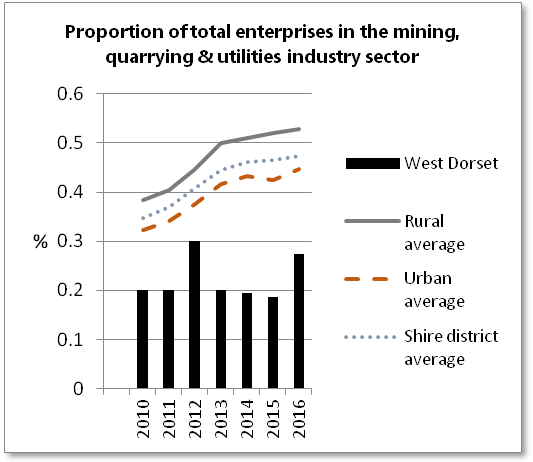 Proportion of total enterprises in the mining,
quarrying & utilities industry sector
0.6
0.5
0.4
0.3
0.2
0.1
0
%
2010
2011
2012
2013
2014
2015
2016
West Dorset
Rural
average
Urban
average
Shire district
average